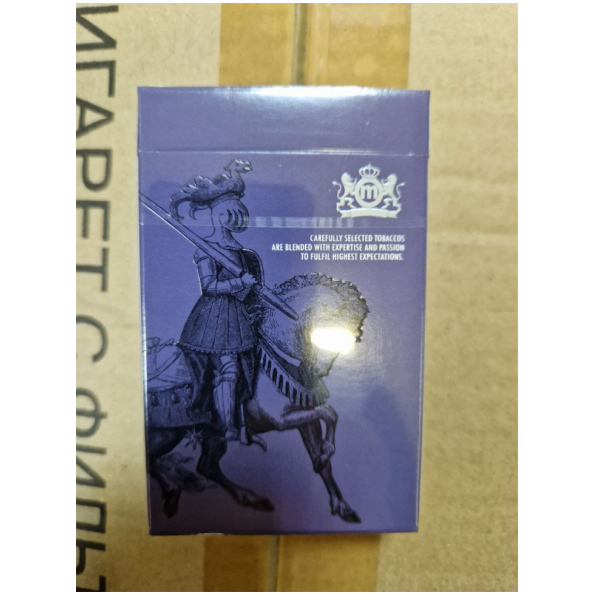 m
CAREFULLY SELECTED TOBACCOS
ARE BLENDED WITH EXPERTISE AND PASSION
TO FULFIL HIGHEST EXPECTATIONS.
ИГАРЕТ С ФИЛЬТ